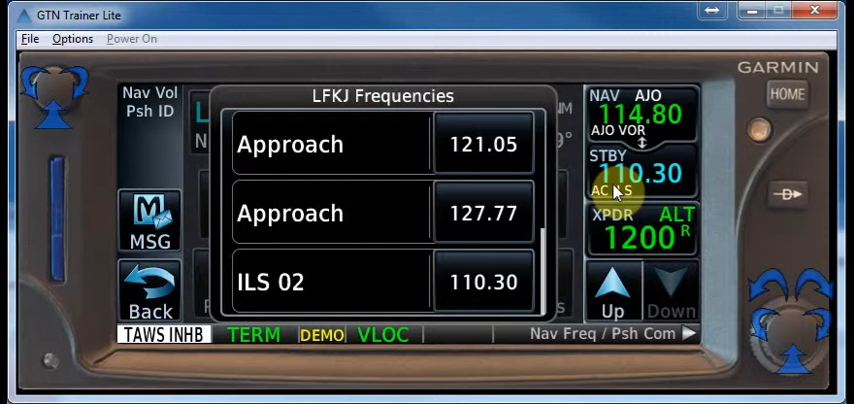 GTN Trainer Lite
File Options Power On
GARMIN
Nav Vol
Psh ID
LFKJ Frequencies
Approach 121.05
Approach 127.77
ILS 02 110.30
NAV AJO
114.80
AJO VOR
STBY
110.30
XPDR ALT
1200 R
HOME
MSG
Back
Up
Down
TAWS INHB TERM DEMO VLOC Nav Freq / Psh Com